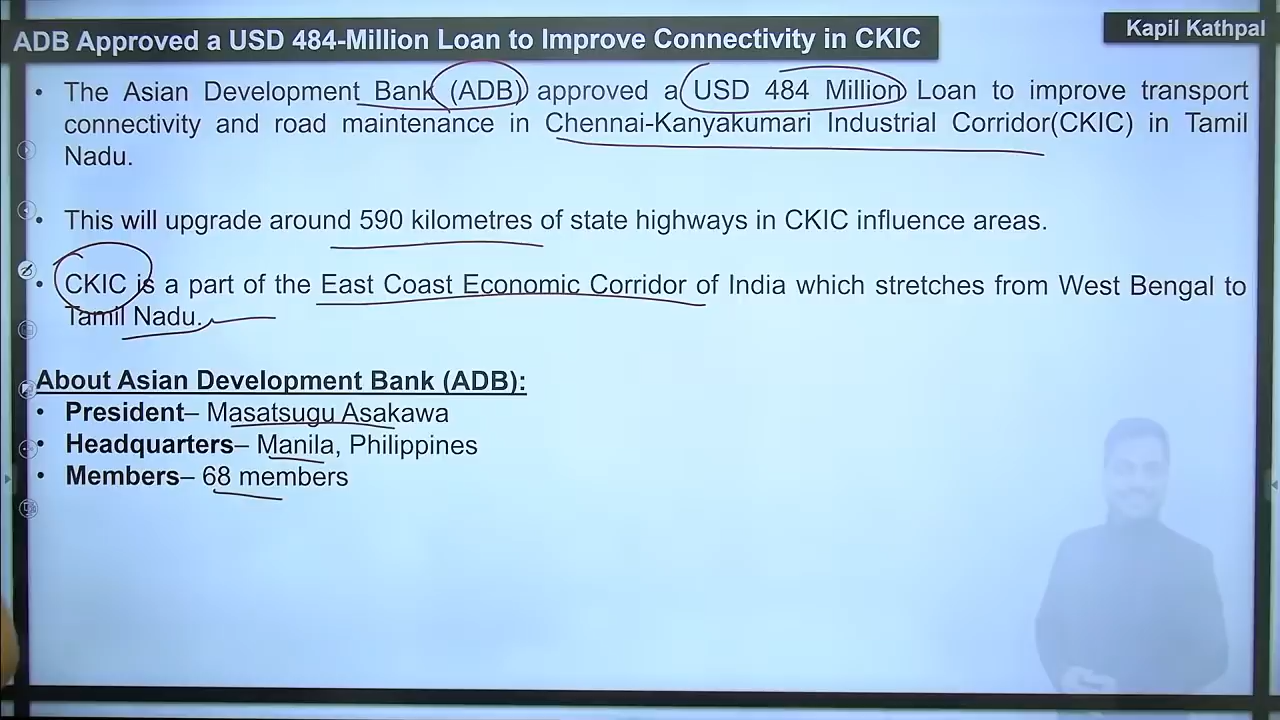 ADB Approved a USD 484-Million Loan to Improve Connectivity in CKIC
Kapil Kathpal
• The Asian Development Bank (ADB) approved a USD 484 Million Loan to improve transport
connectivity and road maintenance in Chennai-Kanyakumari Industrial Corridor(CKIC) in Tamil
Nadu.
• This will upgrade around 590 kilometres of state highways in CKIC influence areas.
• CKIC is a part of the East Coast Economic Corridor of India which stretches from West Bengal to
Tamil Nadu.
About Asian Development Bank (ADB):
• President– Masatsugu Asakawa
• Headquarters– Manila, Philippines
• Members– 68 members